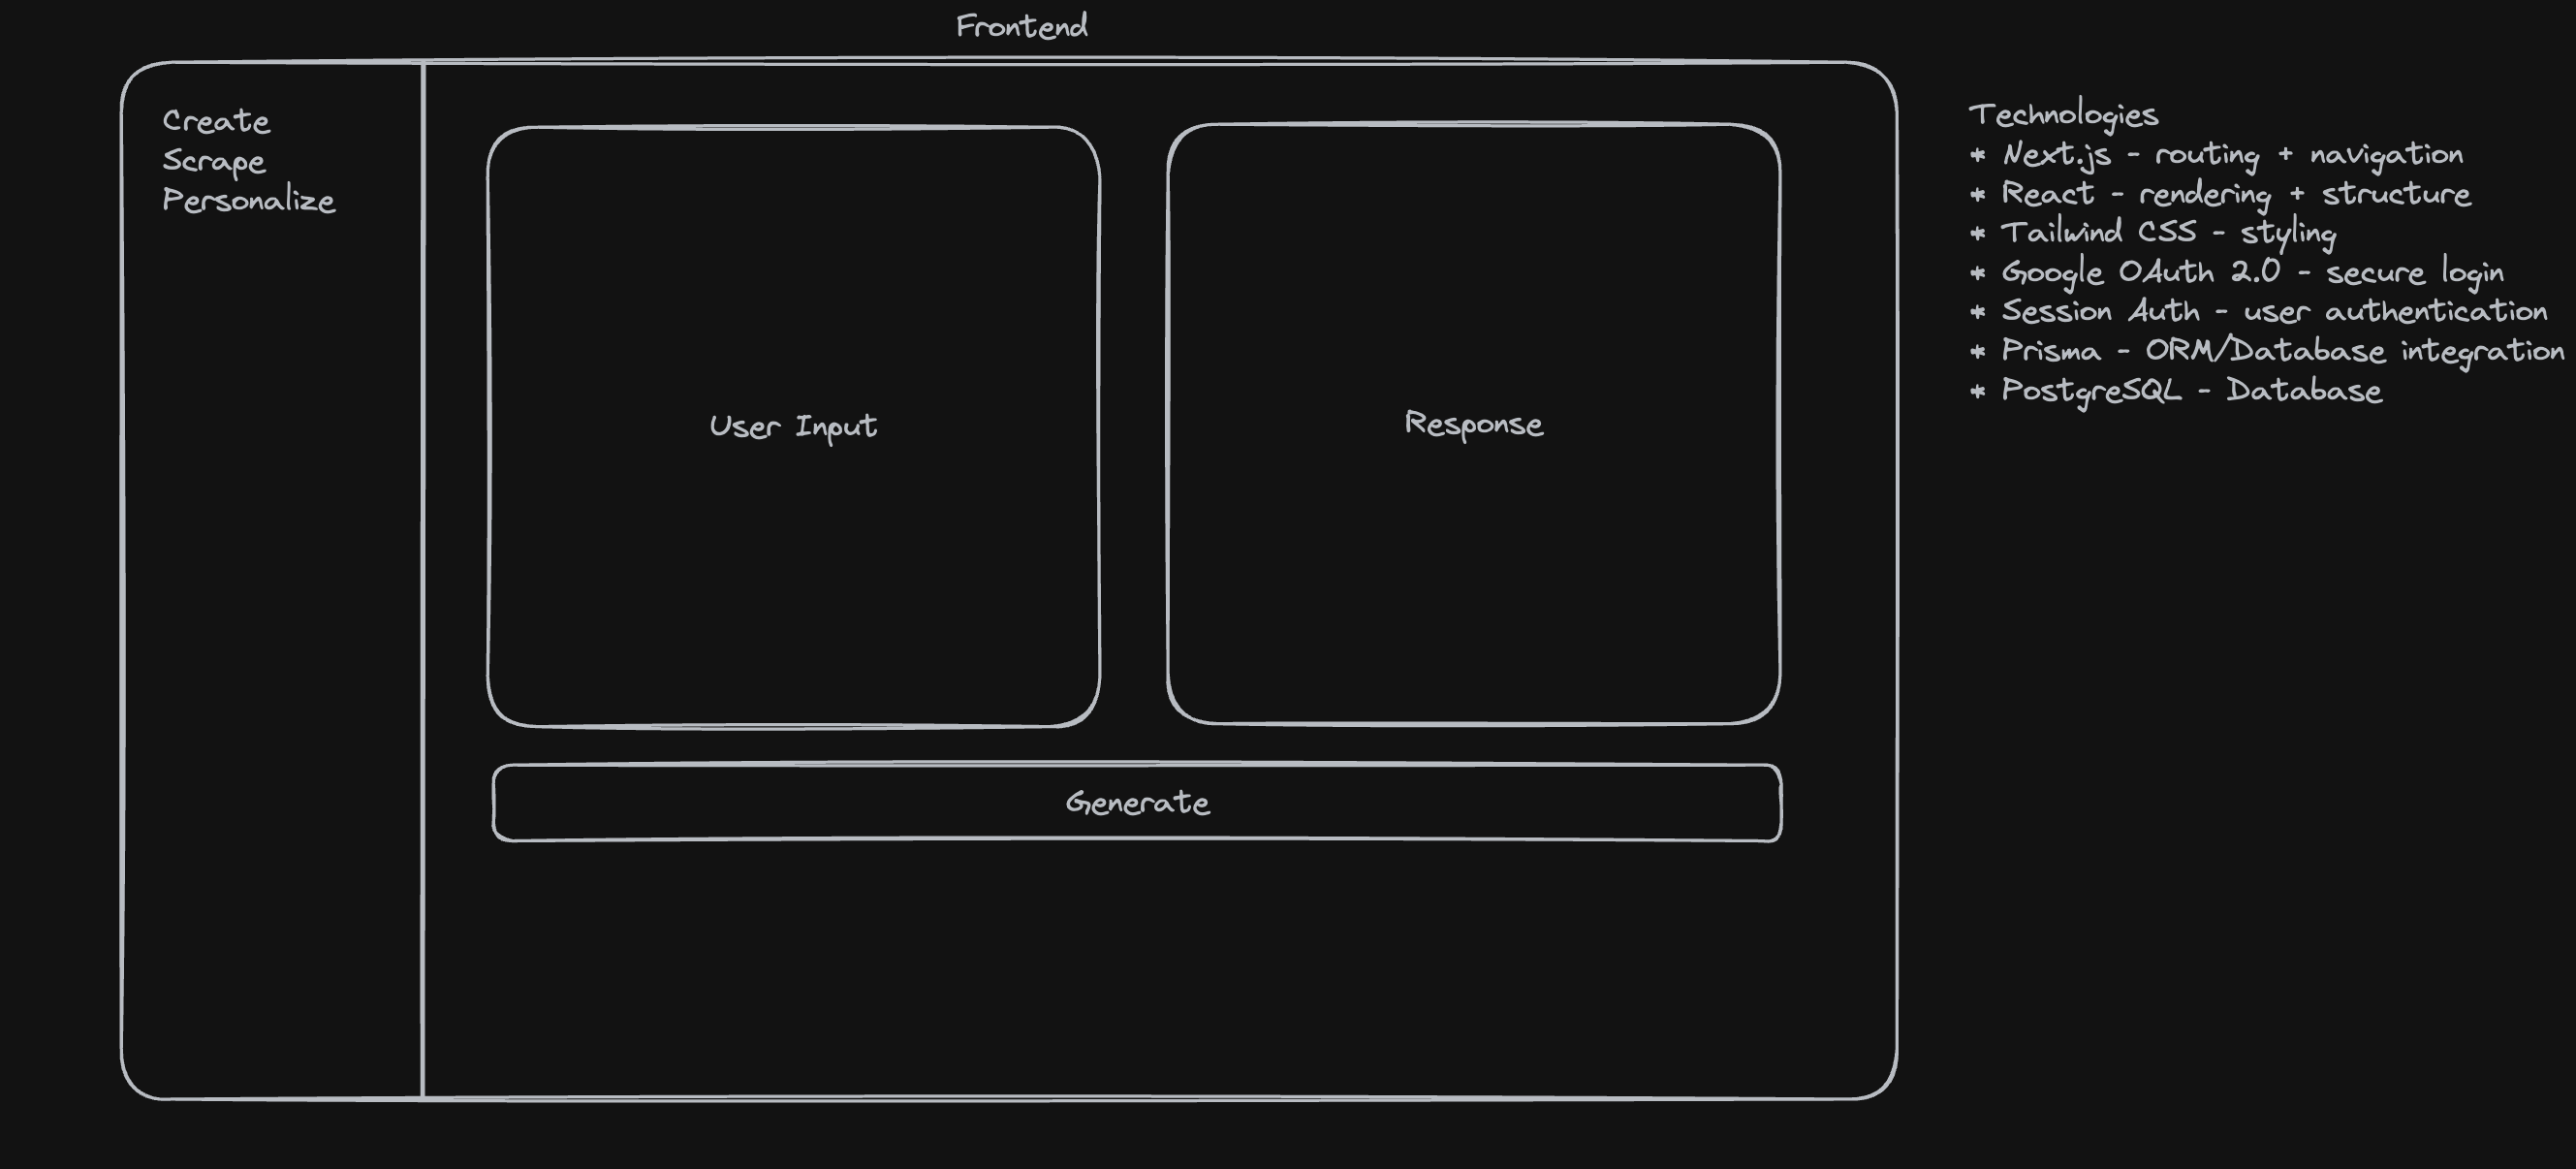 Frontend
Create
Scrape
Personalize
User Input
Response
Generate
Technologies
* Next.js - routing + navigation
* React - rendering + structure
* Tailwind CSS - styling
* Google OAuth 2.0 - secure login
* Session Auth - user authentication
* Prisma - ORM/Database integration
* PostgreSQL - Database